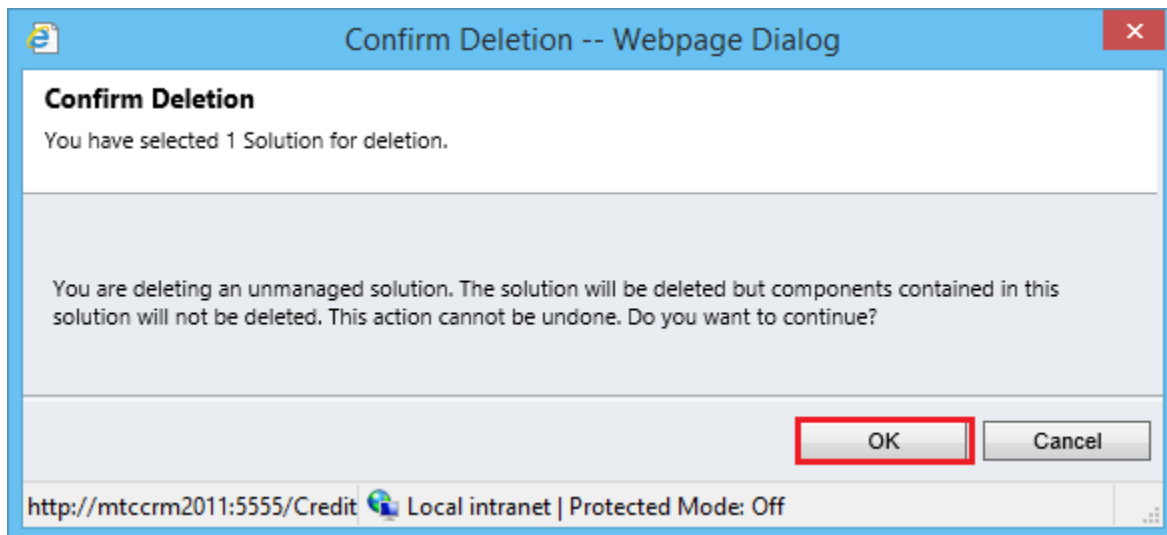 Confirm Deletion -- Webpage Dialog
Confirm Deletion
You have selected 1 Solution for deletion.
You are deleting an unmanaged solution. The solution will be deleted but components contained in this
solution will not be deleted. This action cannot be undone. Do you want to continue?
OK Cancel
http://mtccrm2011:5555/Credit Local intranet | Protected Mode: Off